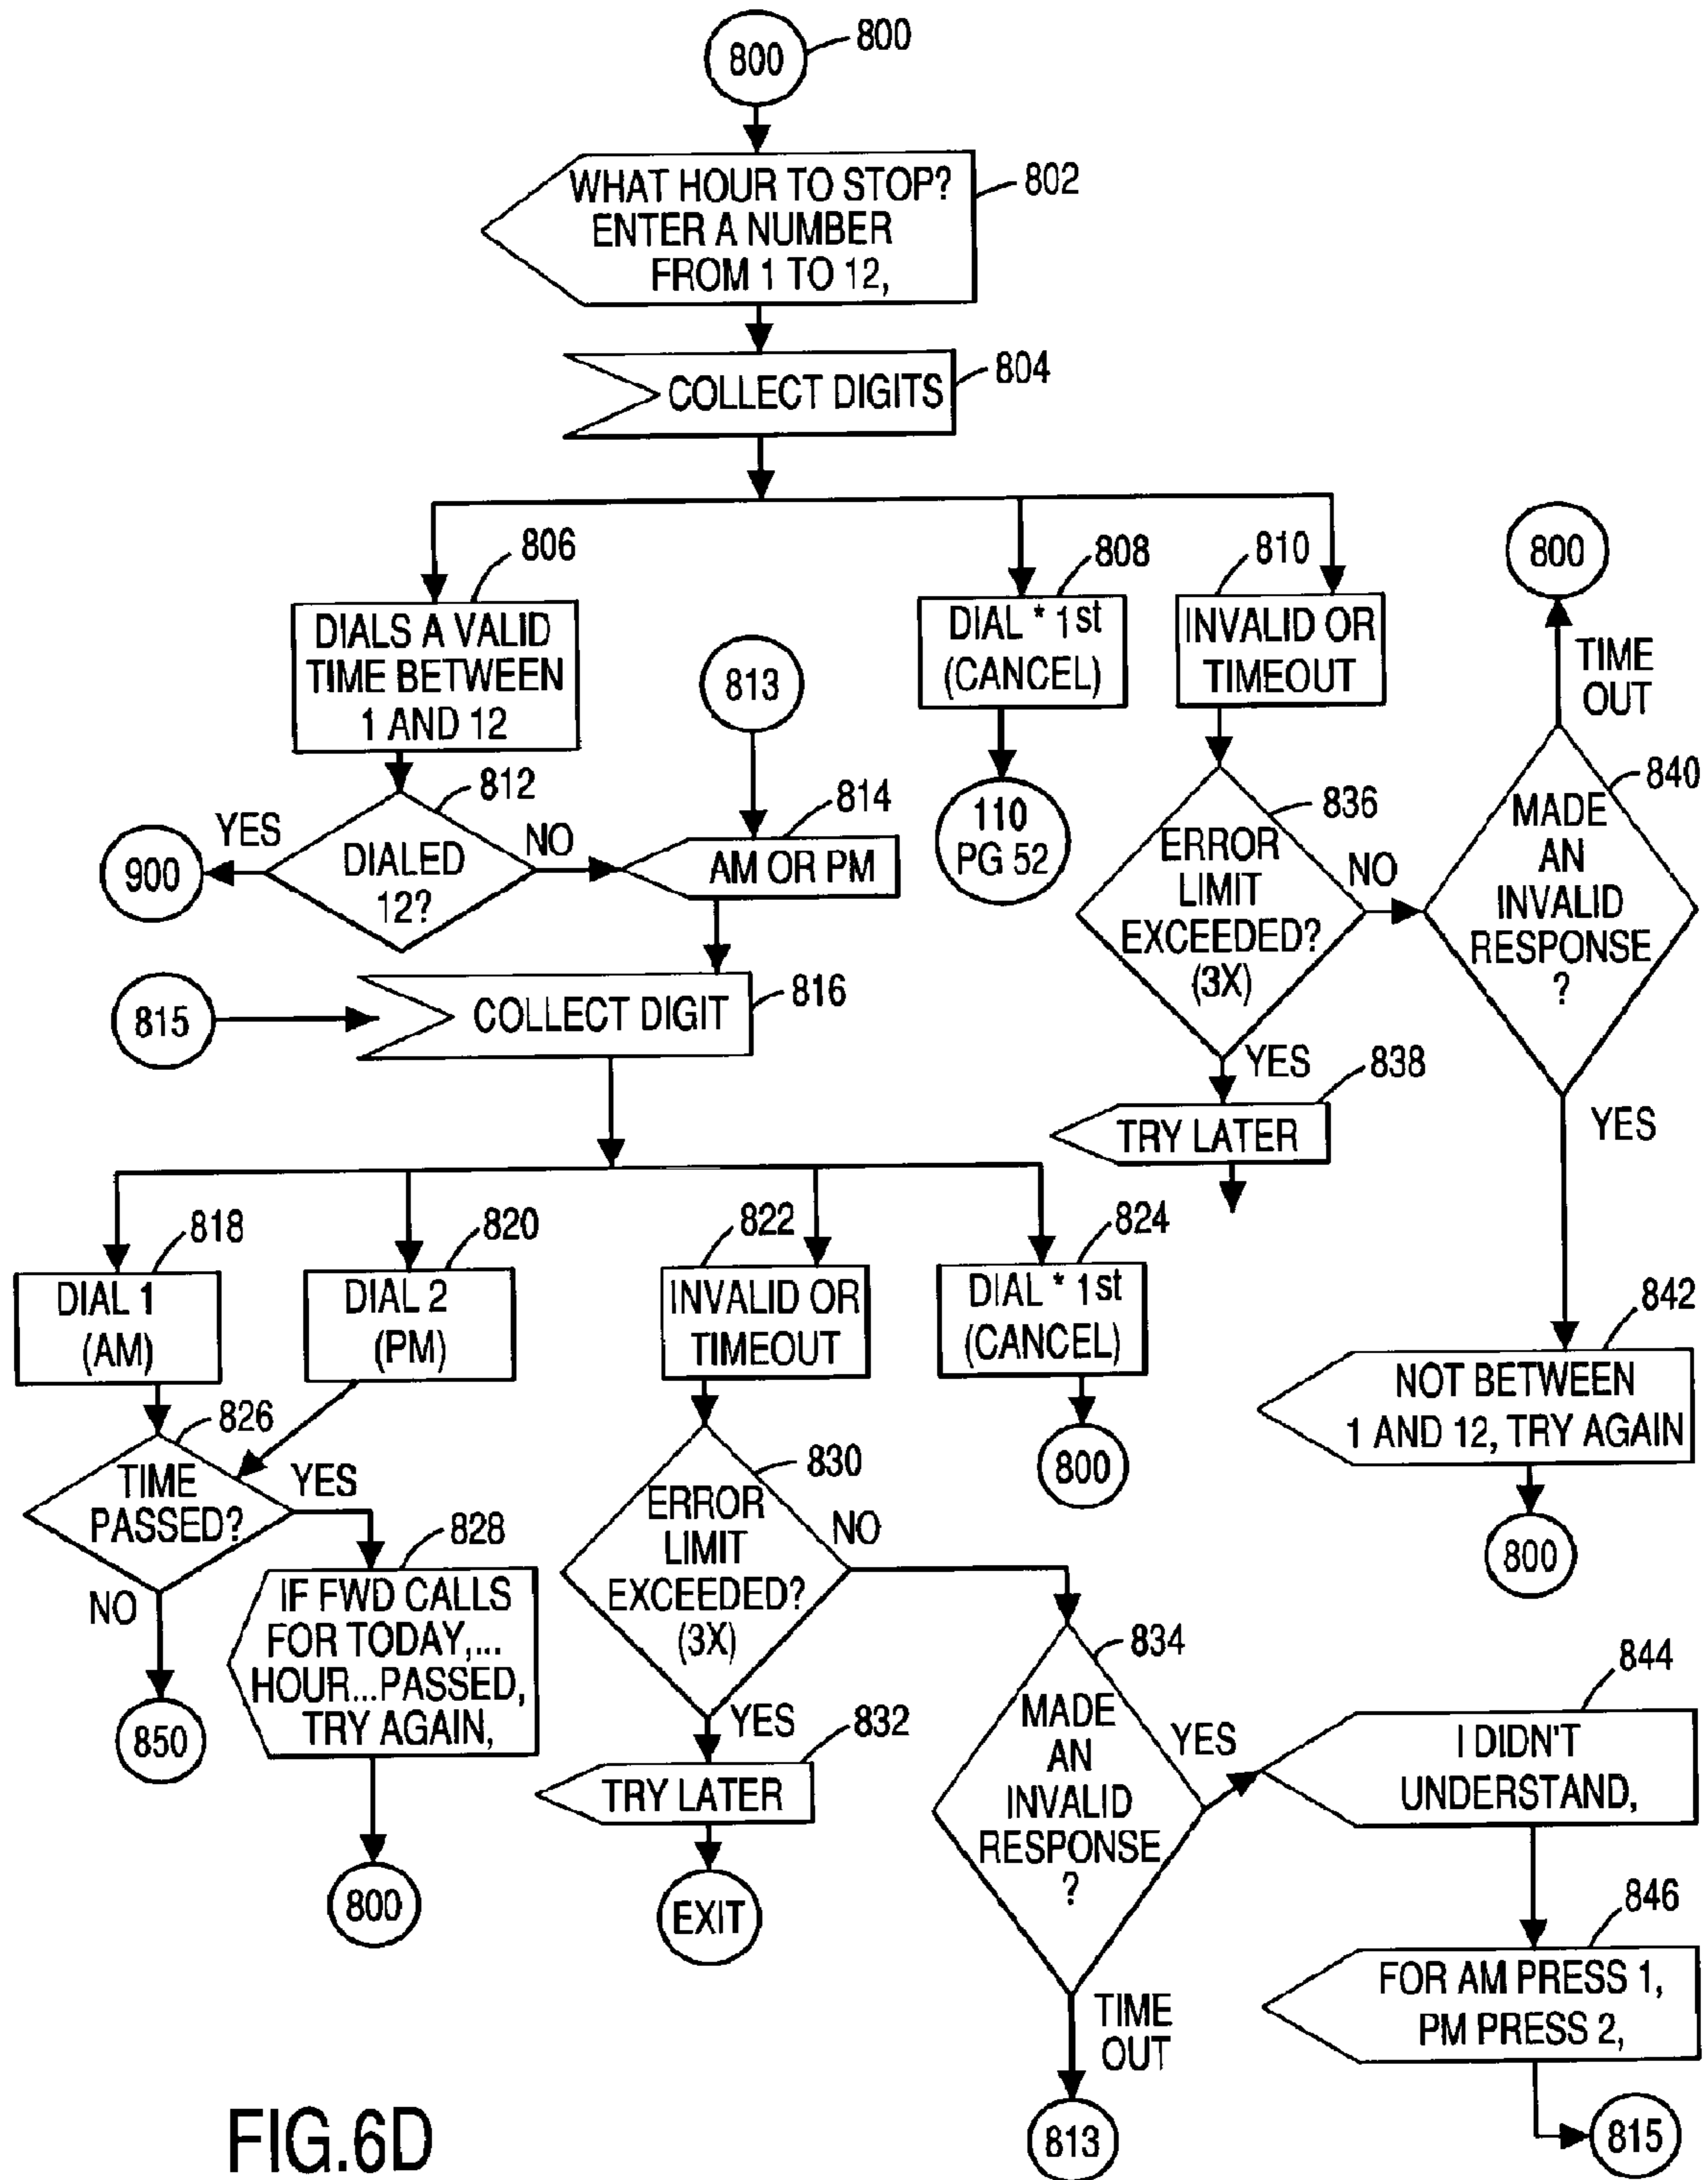 800
800
WHAT HOUR TO STOP?
ENTER A NUMBER
FROM 1 TO 12,
802
COLLECT DIGITS
804
806
DIALS A VALID
TIME BETWEEN
1 AND 12
808
DIAL * 1st
(CANCEL)
810
INVALID OR
TIMEOUT
800
TIME
OUT
813
812
DIALED
12?
YES
NO
900
814
AM OR PM
110
PG 52
836
ERROR
LIMIT
EXCEEDED?
(3X)
NO
YES
840
MADE
AN
INVALID
RESPONSE
?
YES
815
COLLECT DIGIT
816
838
TRY LATER
818
DIAL 1
(AM)
820
DIAL 2
(PM)
822
INVALID OR
TIMEOUT
824
DIAL * 1st
(CANCEL)
800
842
NOT BETWEEN
1 AND 12, TRY AGAIN
800
826
TIME
PASSED?
YES
NO
850
828
IF FWD CALLS
FOR TODAY,...
HOUR...PASSED,
TRY AGAIN,
800
830
ERROR
LIMIT
EXCEEDED?
(3X)
NO
YES
832
TRY LATER
EXIT
834
MADE
AN
INVALID
RESPONSE
?
YES
TIME
OUT
813
844
I DIDN'T
UNDERSTAND,
846
FOR AM PRESS 1,
PM PRESS 2,
815
FIG.6D